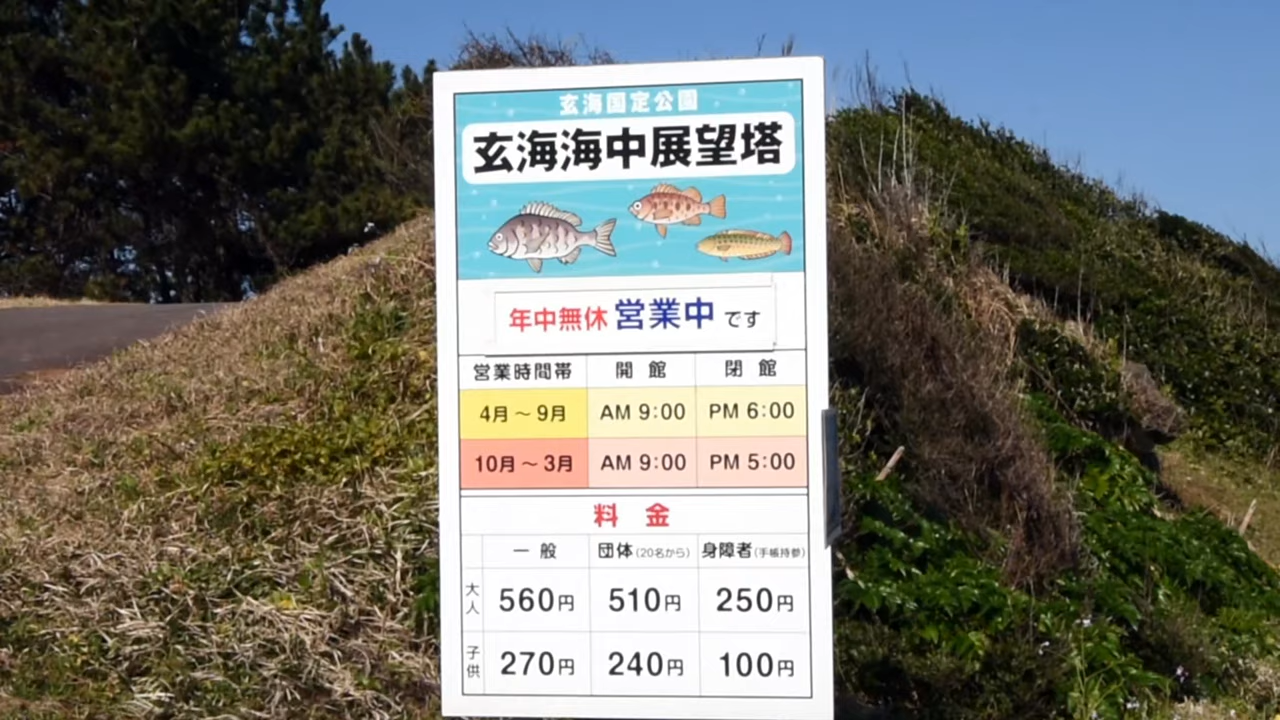 玄海国定公園
玄海海中展望塔
年中無休 営業中 です
営業時間帯 開館 閉館
4月～9月 AM 9:00 PM 6:00
10月～3月 AM 9:00 PM 5:00
料金
一般 団体(20名から) 身障者(手帳持参)
大人 560円 510円 250円
子供 270円 240円 100円